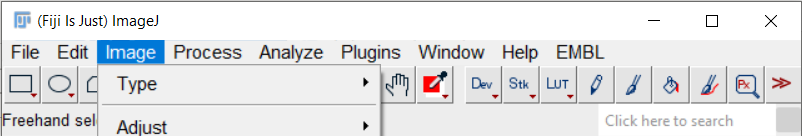 (Fiji Is Just) ImageJ
File Edit Image Process Analyze Plugins Window Help EMBL
Type
Dev Stk LUT Px >>
Adjust
Freehand sel
Click here to search